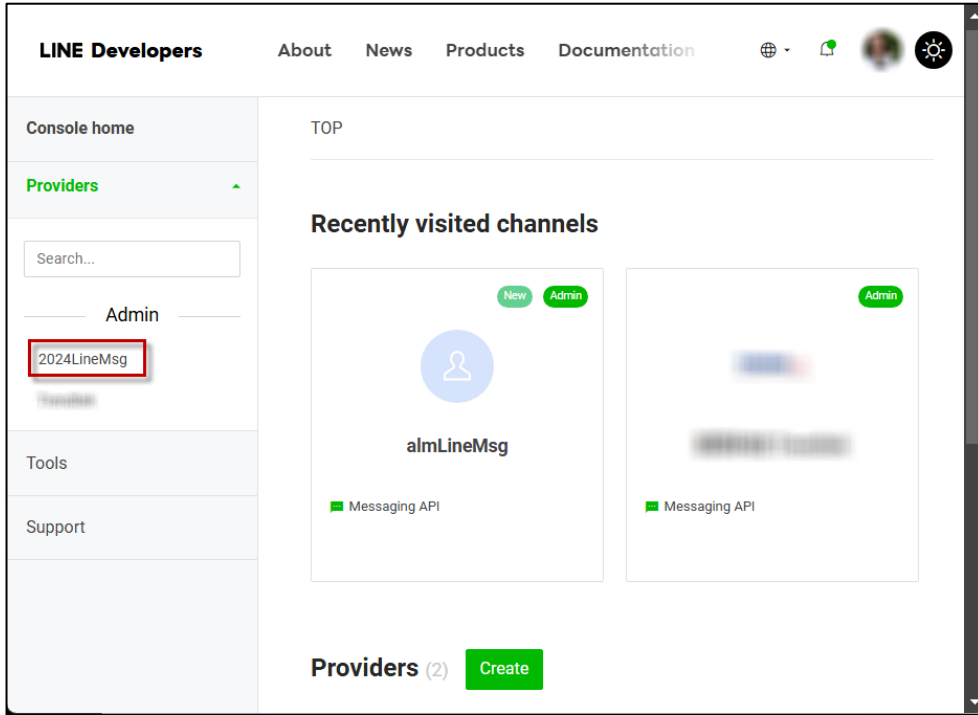 LINE Developers About News Products Documentation
Console home
Providers
Search...
Admin
2024LineMsg
Tools
Support
TOP
Recently visited channels
New Admin
almLineMsg
Messaging API
Admin
Messaging API
Providers (2) Create